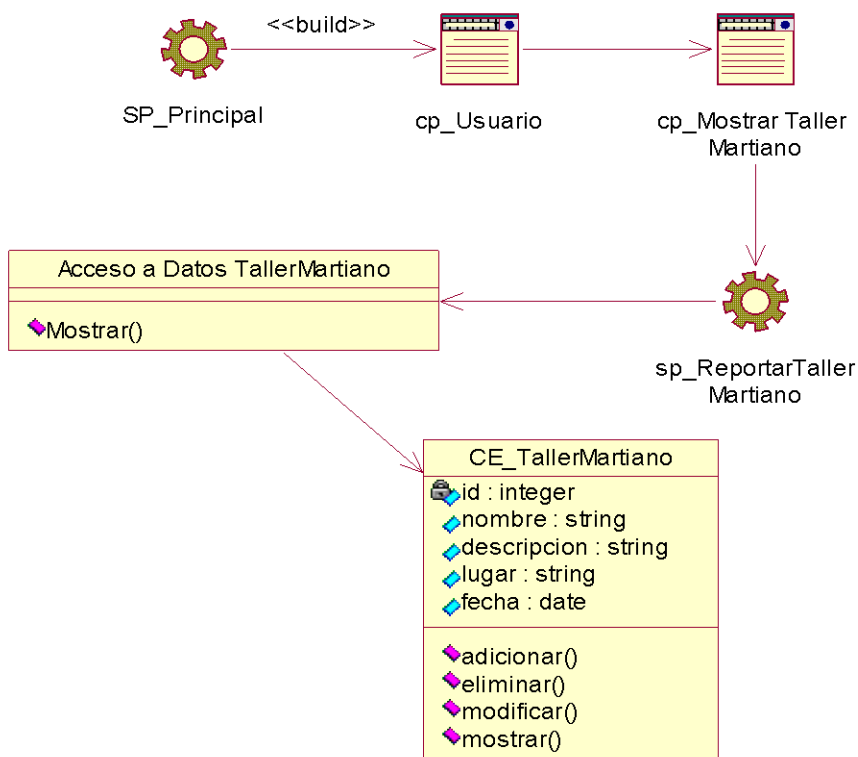 <<build>>
SP_Principal
cp_Usuario
cp_Mostrar Taller
Martiano
Acceso a Datos TallerMartiano
Mostrar()
sp_ReportarTaller
Martiano
CE_TallerMartiano
id : integer
nombre : string
descripcion : string
lugar : string
fecha : date
adicionar()
eliminar()
modificar()
mostrar()